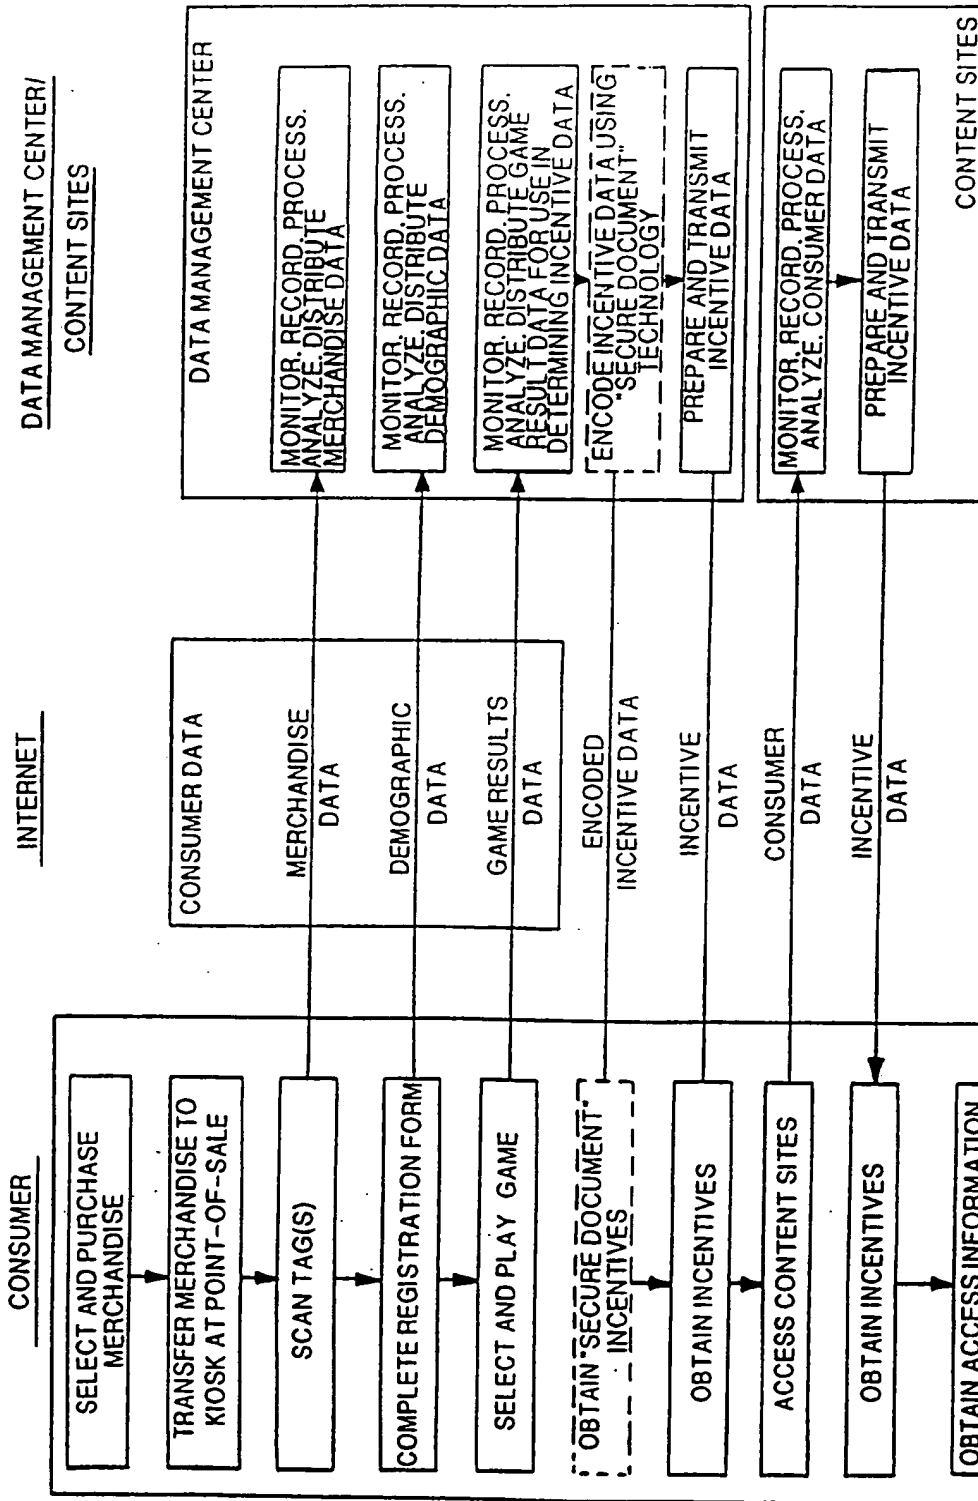 CONSUMER
SELECT AND PURCHASE
MERCHANDISE
TRANSFER MERCHANDISE TO
KIOSK AT POINT-OF-SALE
SCAN TAG(S)
COMPLETE REGISTRATION FORM
SELECT AND PLAY GAME
OBTAIN "SECURE DOCUMENT"
INCENTIVES
OBTAIN INCENTIVES
ACCESS CONTENT SITES
OBTAIN INCENTIVES
OBTAIN ACCESS INFORMATION
INTERNET
CONSUMER DATA
MERCHANDISE
DATA
DEMOGRAPHIC
DATA
GAME RESULTS
DATA
ENCODED
INCENTIVE DATA
INCENTIVE
DATA
CONSUMER
DATA
INCENTIVE
DATA
DATA MANAGEMENT CENTER/
CONTENT SITES
DATA MANAGEMENT CENTER
MONITOR, RECORD, PROCESS,
ANALYZE, DISTRIBUTE
MERCHANDISE DATA
MONITOR, RECORD, PROCESS,
ANALYZE, DISTRIBUTE
DEMOGRAPHIC DATA
MONITOR, RECORD, PROCESS,
ANALYZE, DISTRIBUTE GAME
RESULT DATA FOR USE IN
DETERMINING INCENTIVE DATA
ENCODE INCENTIVE DATA USING
"SECURE DOCUMENT"
TECHNOLOGY
PREPARE AND TRANSMIT
INCENTIVE DATA
MONITOR, RECORD, PROCESS,
ANALYZE, CONSUMER DATA
PREPARE AND TRANSMIT
INCENTIVE DATA
CONTENT SITES